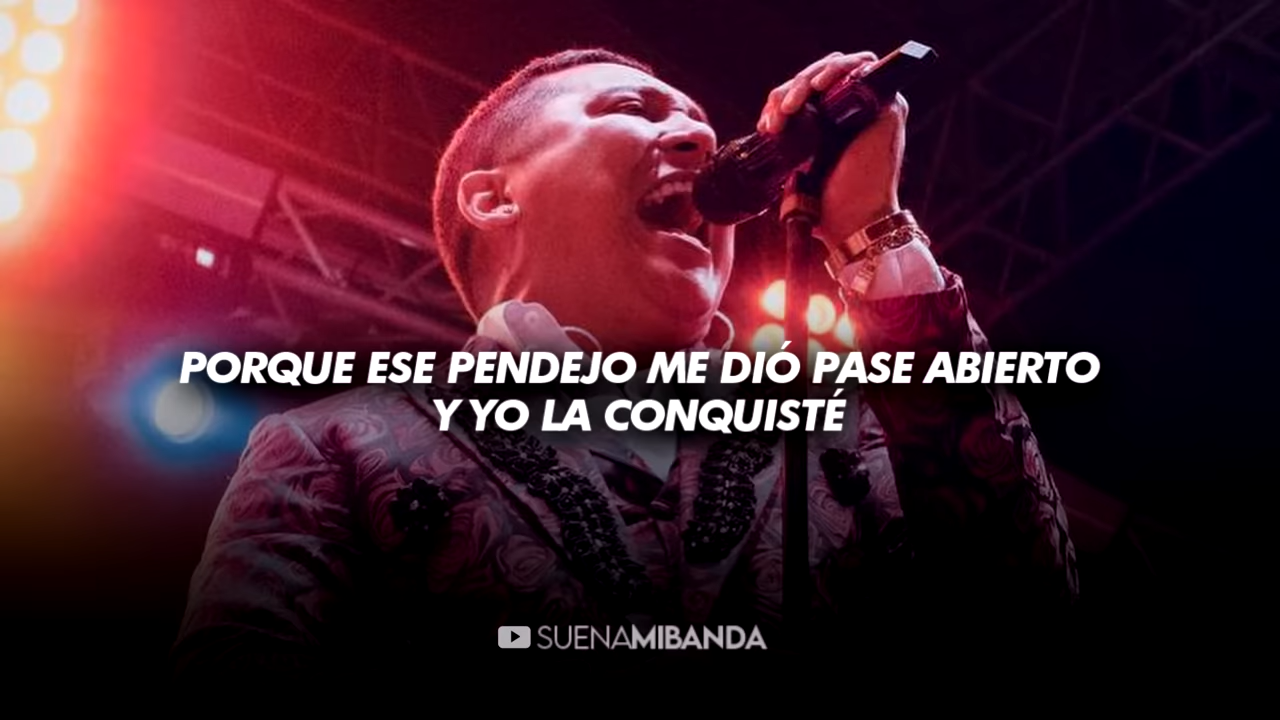 PORQUE ESE PENDEJO ME DIÓ PASE ABIERTO
Y YO LA CONQUISTÉ
SUENAMIBANDA